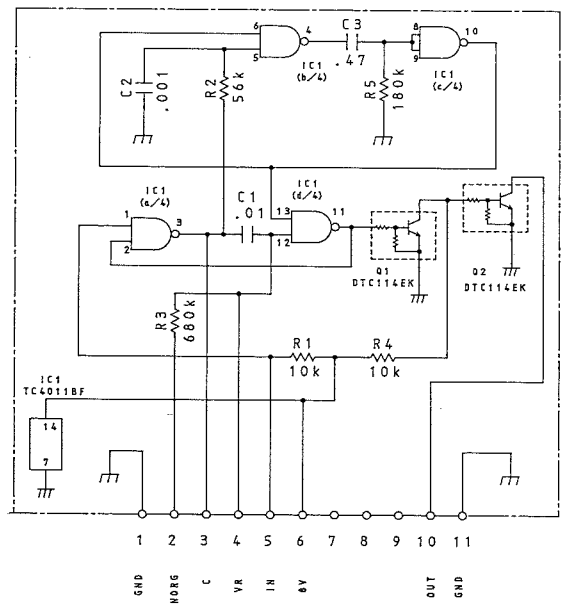 6
5
4
IC1
(b/4)
C3
.47
8
9
10
IC1
(c/4)
C2
.001
R2
56k
R5
180k
IC1
(a/4)
1
2
3
C1
.01
IC1
(d/4)
13
12
11
Q1
DTC114EK
Q2
DTC114EK
R3
680k
R1
10k
R4
10k
IC1
TC4011BF
14
7
1 2 3 4 5 6 7 8 9 10 11
GND NORG C VR IN 8V OUT GND